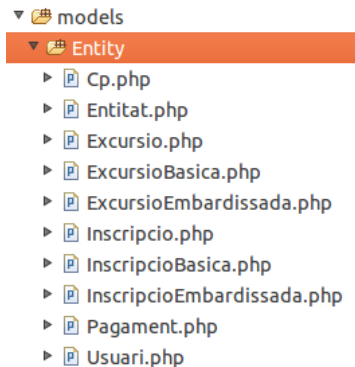 models
Entity
Cp.php
Entitat.php
Excursio.php
ExcursioBasica.php
ExcursioEmbardissada.php
Inscripcio.php
InscripcioBasica.php
InscripcioEmbardissada.php
Pagament.php
Usuari.php